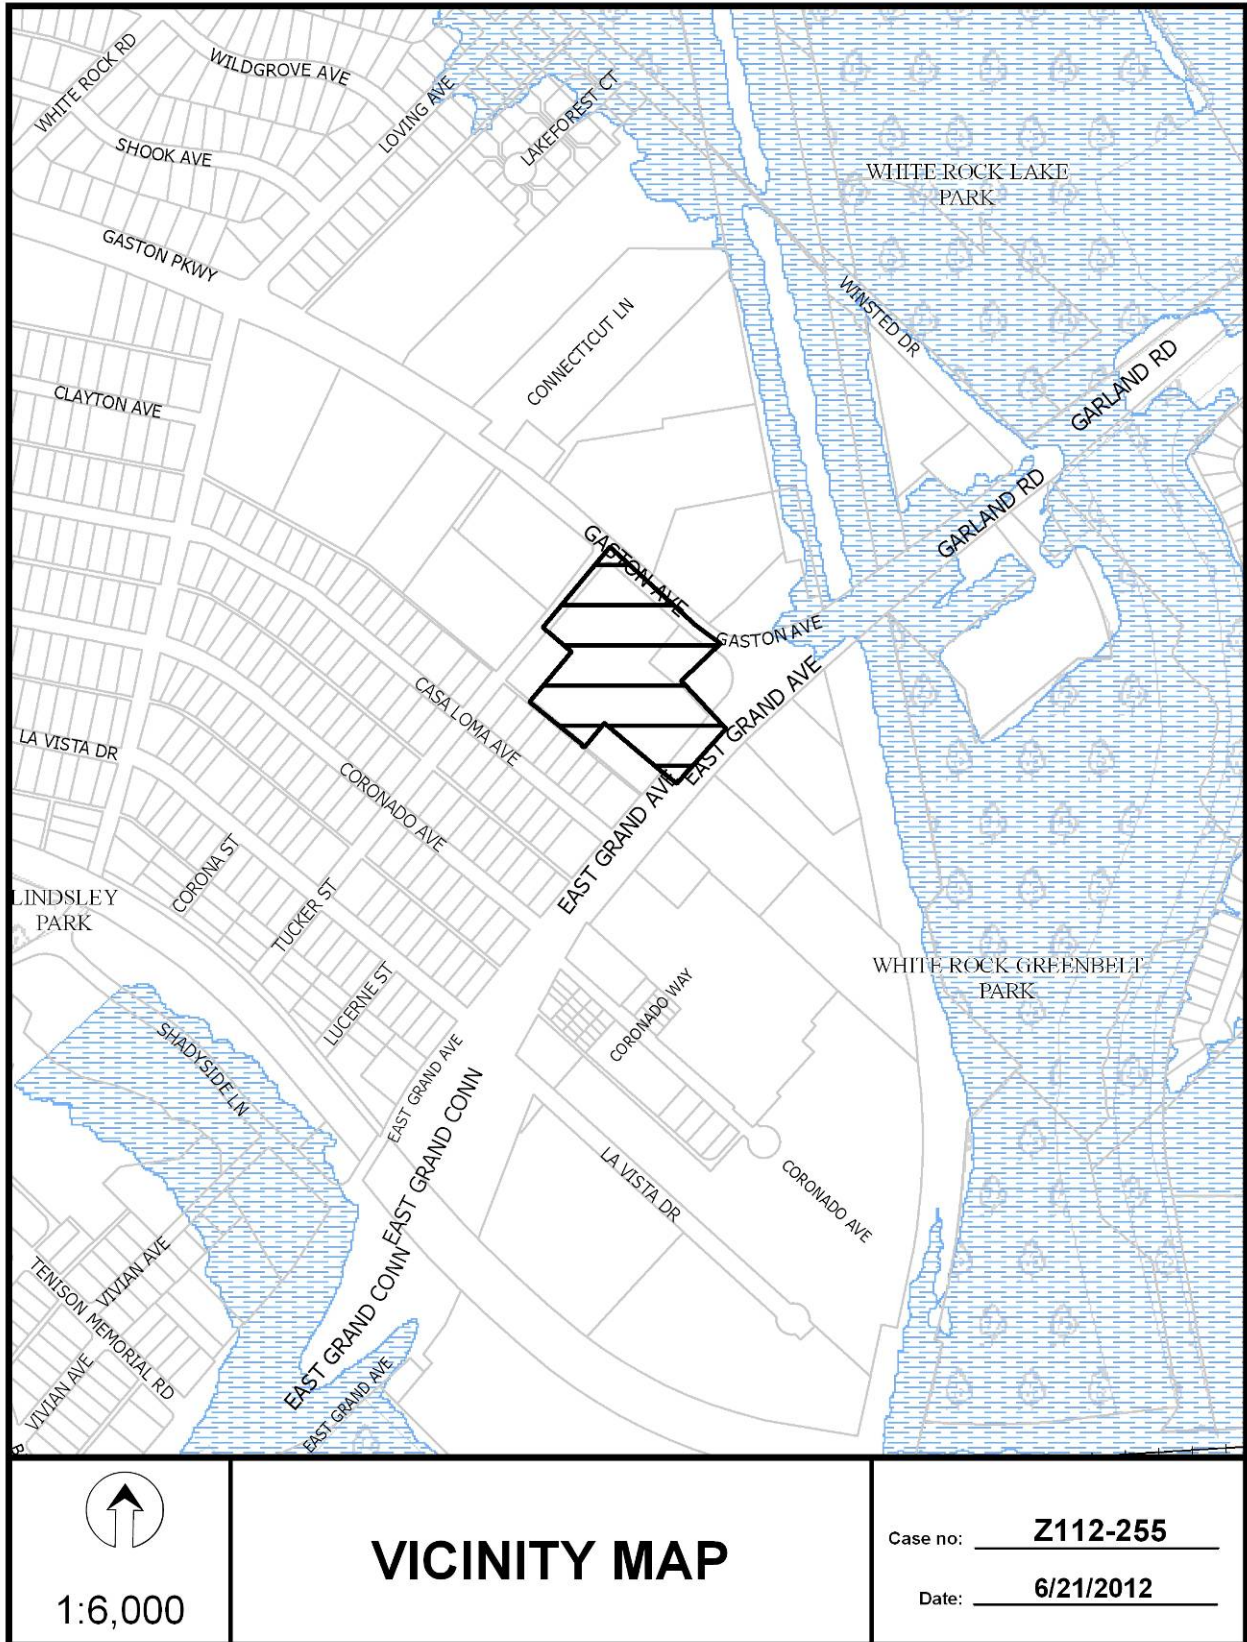 WHITE ROCK RD
WILDGROVE AVE
LOVING AVE
LAKEFOREST CT
SHOOK AVE
WHITE ROCK LAKE
PARK
GASTON PKWY
WINSTED DR
CONNECTICUT LN
GARLAND RD
CLAYTON AVE
GARLAND RD
GASTON AVE
GASTON AVE
CASA LOMA AVE
EAST GRAND AVE
LA VISTA DR
CORONADO AVE
EAST GRAND AVE
CORONA ST
TUCKER ST
LINDSLEY
PARK
WHITE ROCK GREENBELT
PARK
LUCERNE ST
CORONADO WAY
SHADYSIDE LN
EAST GRAND AVE
EAST GRAND CONN
LA VISTA DR
CORONADO AVE
VIVIAN AVE
TENISON MEMORIAL RD
EAST GRAND CONN
VIVIAN AVE
EAST GRAND AVE
B
1:6,000
VICINITY MAP
Case no: Z112-255
Date: 6/21/2012